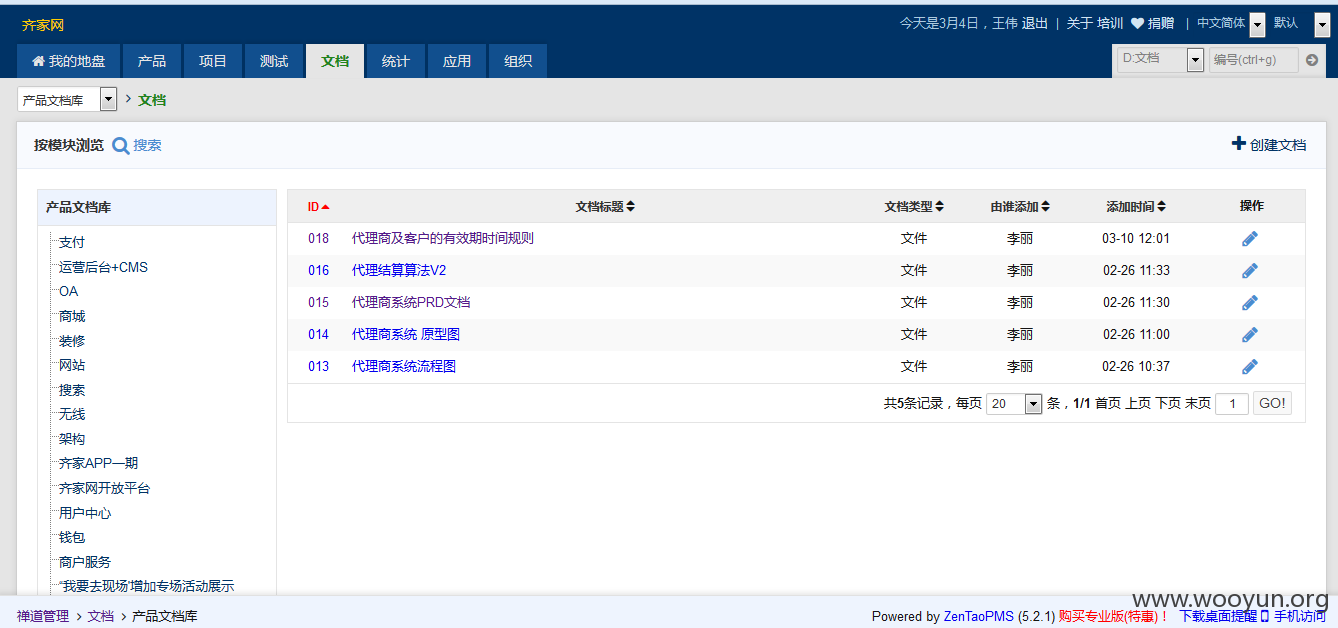 齐家网
今天是3月4日，王伟 退出 | 关于 培训 捐赠 | 中文简体 默认
我的地盘 产品 项目 测试 文档 统计 应用 组织
D:文档 编号(ctrl+g)
产品文档库 > 文档
按模块浏览 搜索 创建文档
产品文档库
支付
运营后台+CMS
OA
商城
装修
网站
搜索
无线
架构
齐家APP一期
齐家网开放平台
用户中心
钱包
商户服务
“我要去现场'增加专场活动展示
ID 文档标题 文档类型 由谁添加 添加时间 操作
018 代理商及客户的有效期时间规则 文件 李丽 03-10 12:01
016 代理结算算法V2 文件 李丽 02-26 11:33
015 代理商系统PRD文档 文件 李丽 02-26 11:30
014 代理商系统 原型图 文件 李丽 02-26 11:00
013 代理商系统流程图 文件 李丽 02-26 10:37
共5条记录，每页 20 条，1/1 首页 上页 下页 末页 1 GO!
www.wooyun.org
禅道管理 > 文档 > 产品文档库 Powered by ZenTaoPMS (5.2.1) 购买专业版(特惠)！ 下载桌面提醒 手机访问